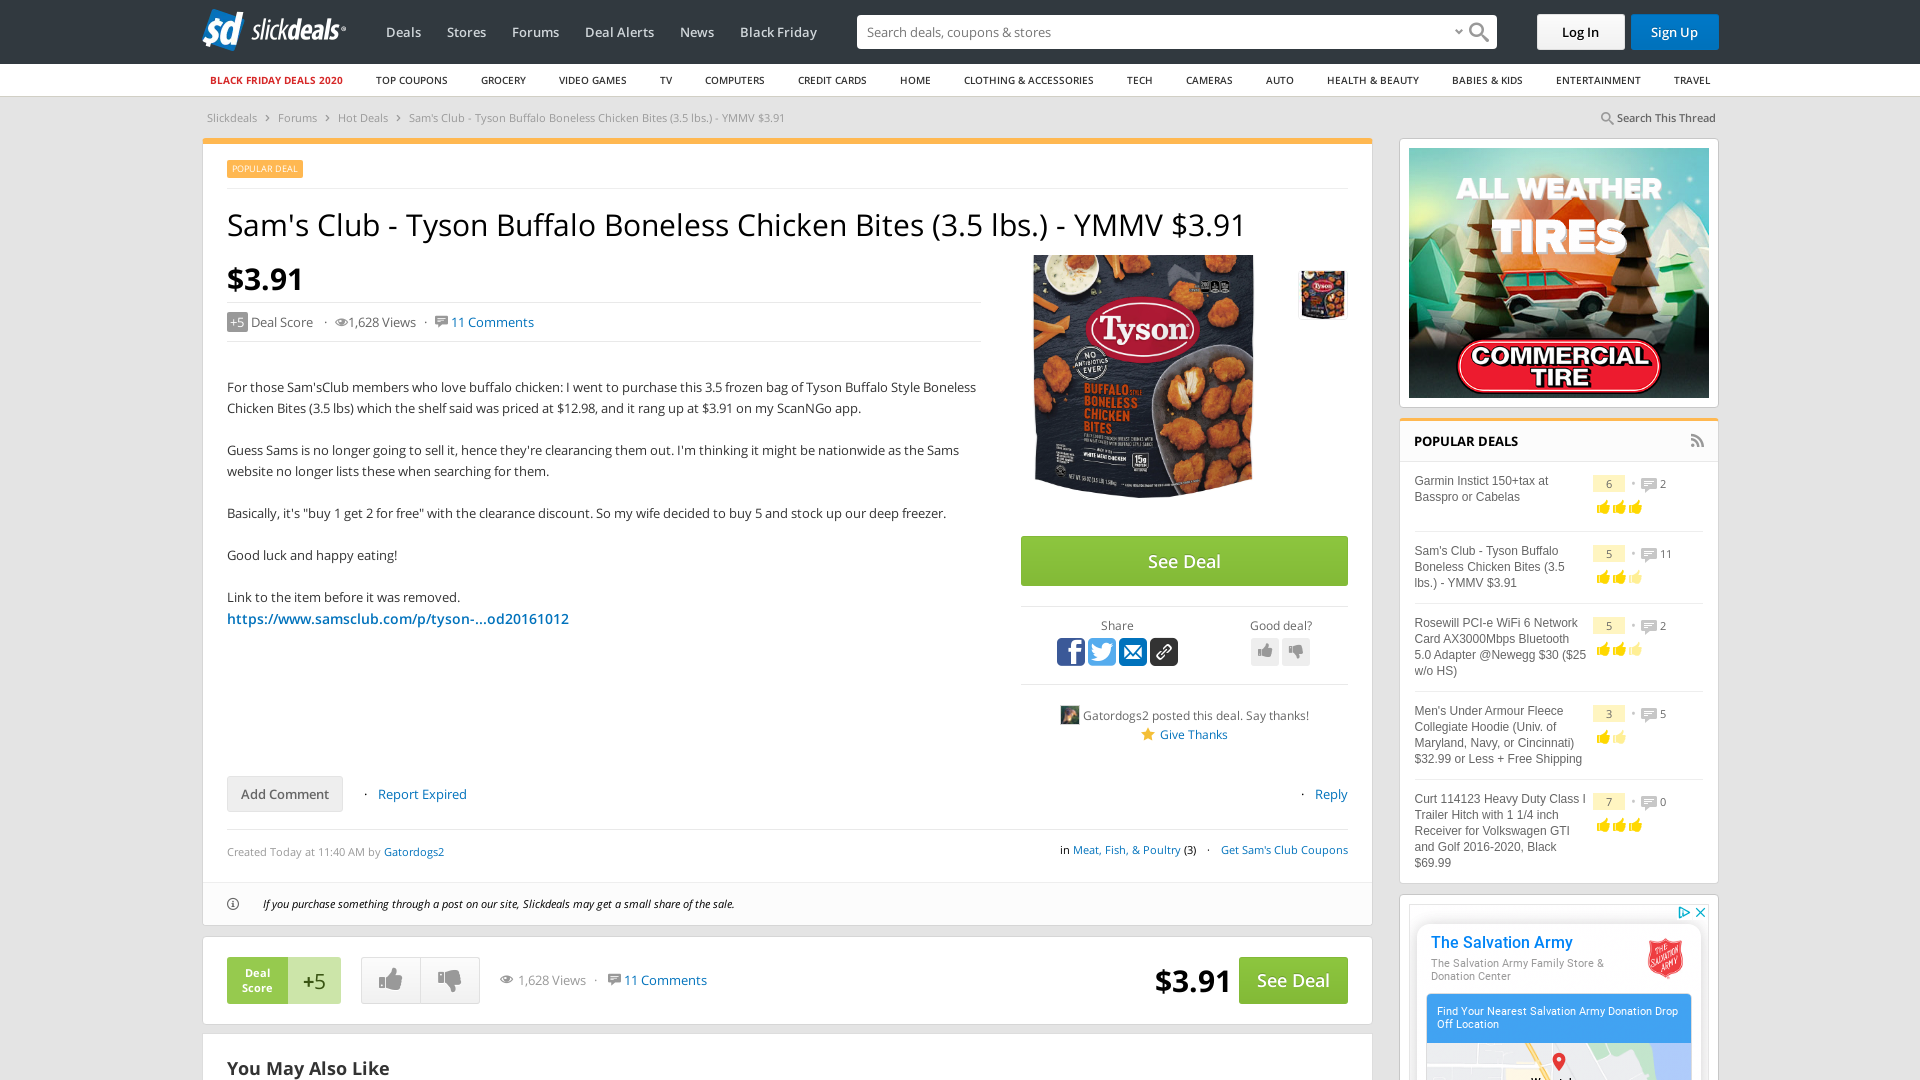 sd slickdeals
Deals Stores Forums Deal Alerts News Black Friday
Search deals, coupons & stores
Log In Sign Up
BLACK FRIDAY DEALS 2020 TOP COUPONS GROCERY VIDEO GAMES TV COMPUTERS CREDIT CARDS HOME CLOTHING & ACCESSORIES TECH CAMERAS AUTO HEALTH & BEAUTY BABIES & KIDS ENTERTAINMENT TRAVEL
Slickdeals › Forums › Hot Deals › Sam's Club - Tyson Buffalo Boneless Chicken Bites (3.5 lbs.) - YMMV $3.91
Search This Thread
POPULAR DEAL
Sam's Club - Tyson Buffalo Boneless Chicken Bites (3.5 lbs.) - YMMV $3.91
$3.91
+5 Deal Score · 1,628 Views · 11 Comments
For those Sam'sClub members who love buffalo chicken: I went to purchase this 3.5 frozen bag of Tyson Buffalo Style Boneless
Chicken Bites (3.5 lbs) which the shelf said was priced at $12.98, and it rang up at $3.91 on my ScanNGo app.
Guess Sams is no longer going to sell it, hence they're clearancing them out. I'm thinking it might be nationwide as the Sams
website no longer lists these when searching for them.
Basically, it's "buy 1 get 2 for free" with the clearance discount. So my wife decided to buy 5 and stock up our deep freezer.
Good luck and happy eating!
Link to the item before it was removed.
https://www.samsclub.com/p/tyson-...od20161012
Tyson
NO
ANTIBIOTICS
EVER
BUFFALO STYLE
BONELESS
CHICKEN
BITES
WHITE MEAT CHICKEN
15g
Tyson
See Deal
Share
Good deal?
Gatordogs2 posted this deal. Say thanks!
Give Thanks
Add Comment · Report Expired
· Reply
Created Today at 11:40 AM by Gatordogs2
in Meat, Fish, & Poultry (3) · Get Sam's Club Coupons
If you purchase something through a post on our site, Slickdeals may get a small share of the sale.
Deal
Score
+5
1,628 Views · 11 Comments
$3.91
See Deal
You May Also Like
ALL WEATHER
TIRES
COMMERCIAL
TIRE
POPULAR DEALS
Garmin Instict 150+tax at
Basspro or Cabelas
6 • 2
Sam's Club - Tyson Buffalo
Boneless Chicken Bites (3.5
lbs.) - YMMV $3.91
5 • 11
Rosewill PCI-e WiFi 6 Network
Card AX3000Mbps Bluetooth
5.0 Adapter @Newegg $30 ($25
w/o HS)
5 • 2
Men's Under Armour Fleece
Collegiate Hoodie (Univ. of
Maryland, Navy, or Cincinnati)
$32.99 or Less + Free Shipping
3 • 5
Curt 114123 Heavy Duty Class I
Trailer Hitch with 1 1/4 inch
Receiver for Volkswagen GTI
and Golf 2016-2020, Black
$69.99
7 • 0
The Salvation Army
The Salvation Army Family Store &
Donation Center
Find Your Nearest Salvation Army Donation Drop
Off Location